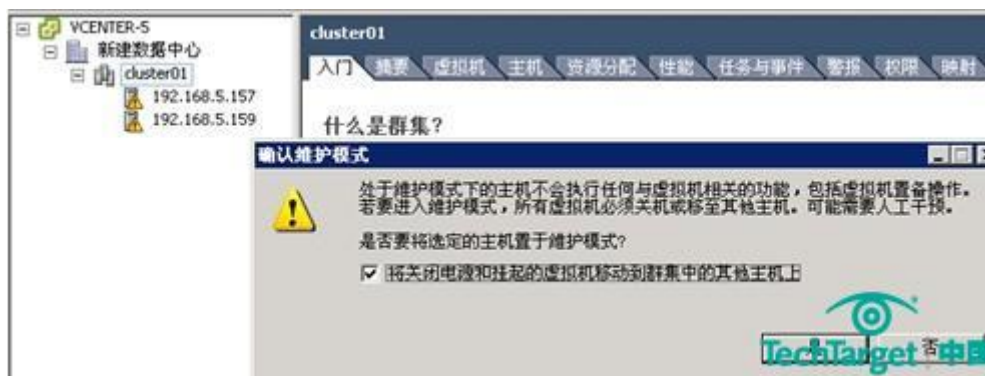 VCENTER-5
新建数据中心
cluster01
192.168.5.157
192.168.5.159
cluster01
入门 摘要 虚拟机 主机 资源分配 性能 任务与事件 警报 权限 映射
什么是群集?
确认维护模式
处于维护模式下的主机不会执行任何与虚拟机相关的功能，包括虚拟机置备操作。
若要进入维护模式，所有虚拟机必须关机或移至其他主机。可能需要人工干预。
是否要将选定的主机置于维护模式?
将关闭电源和挂起的虚拟机移动到群集中的其他主机上
否
TechTarget 中国